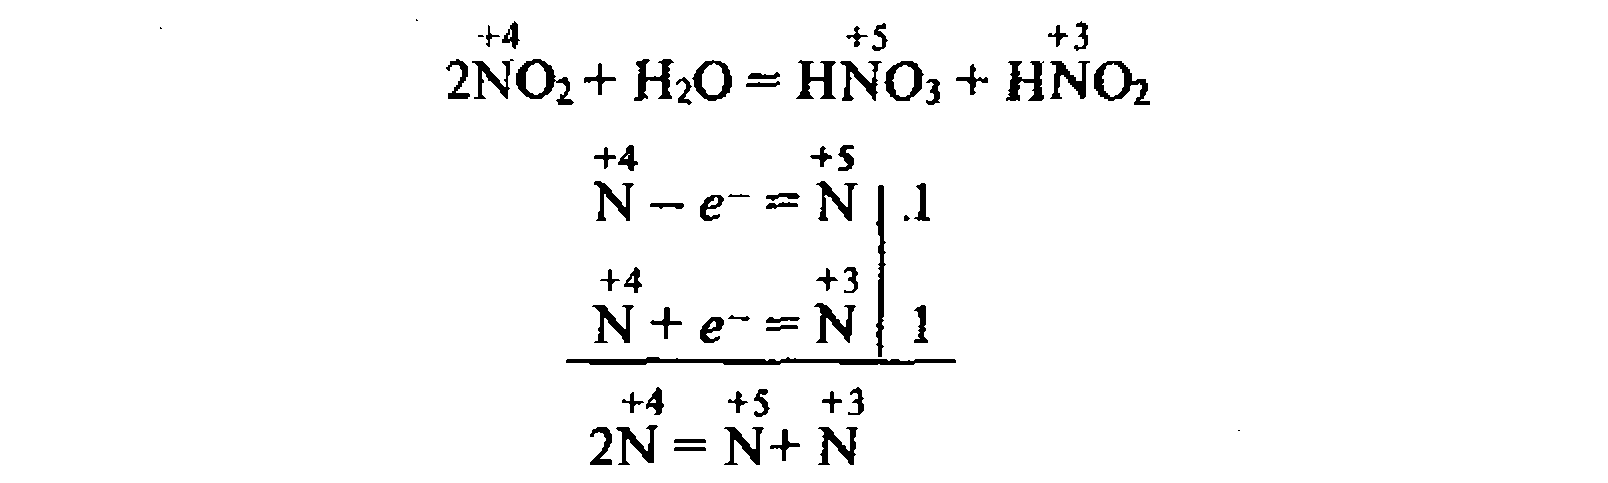 +4 +5 +3
2NO₂ + H₂O = HNO₃ + HNO₂
+4 +5
N − e⁻ = N | 1
+4 +3
N + e⁻ = N | 1
+4 +5 +3
2N = N + N